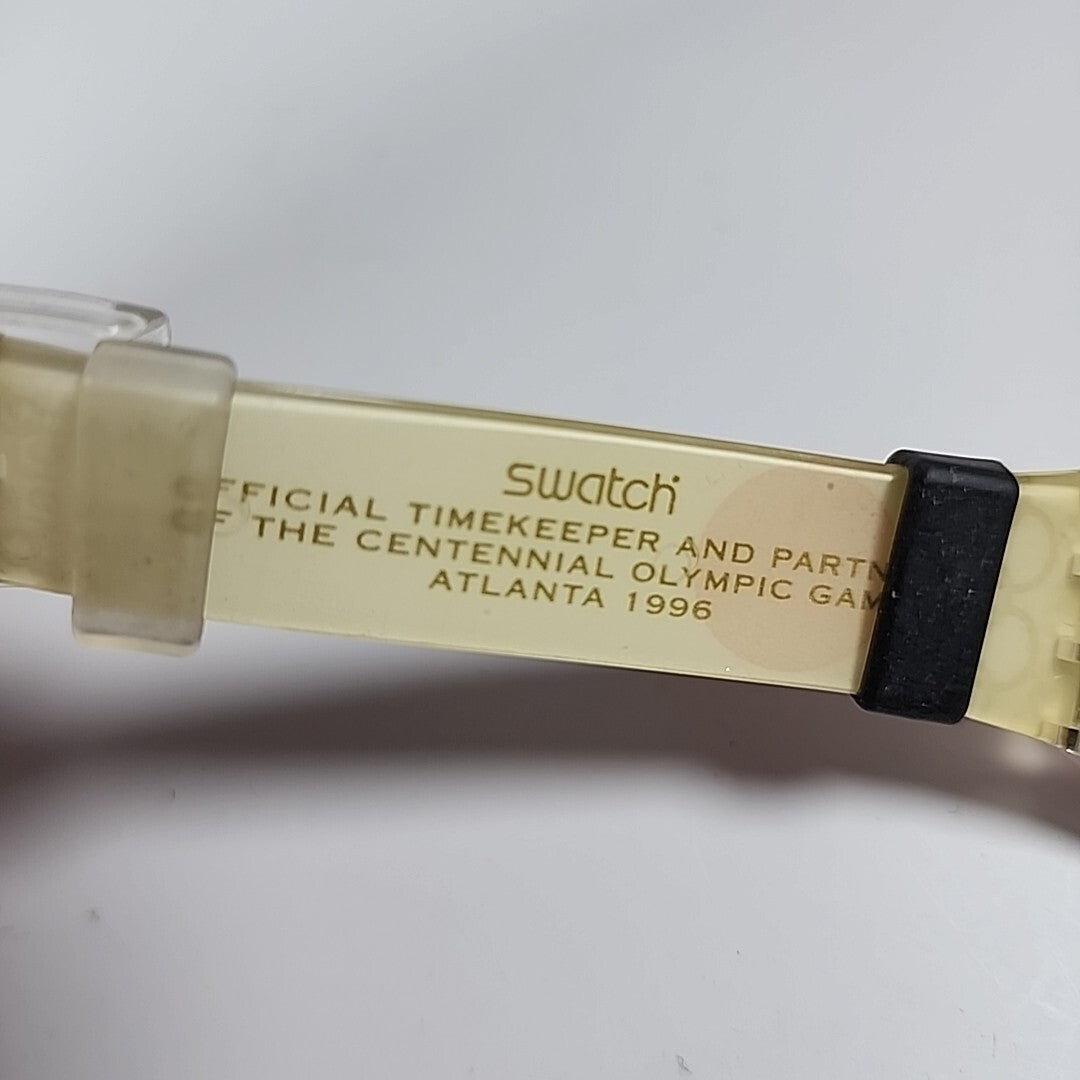 swatch
FFICIAL TIMEKEEPER AND PARTN
F THE CENTENNIAL OLYMPIC GAM
ATLANTA 1996